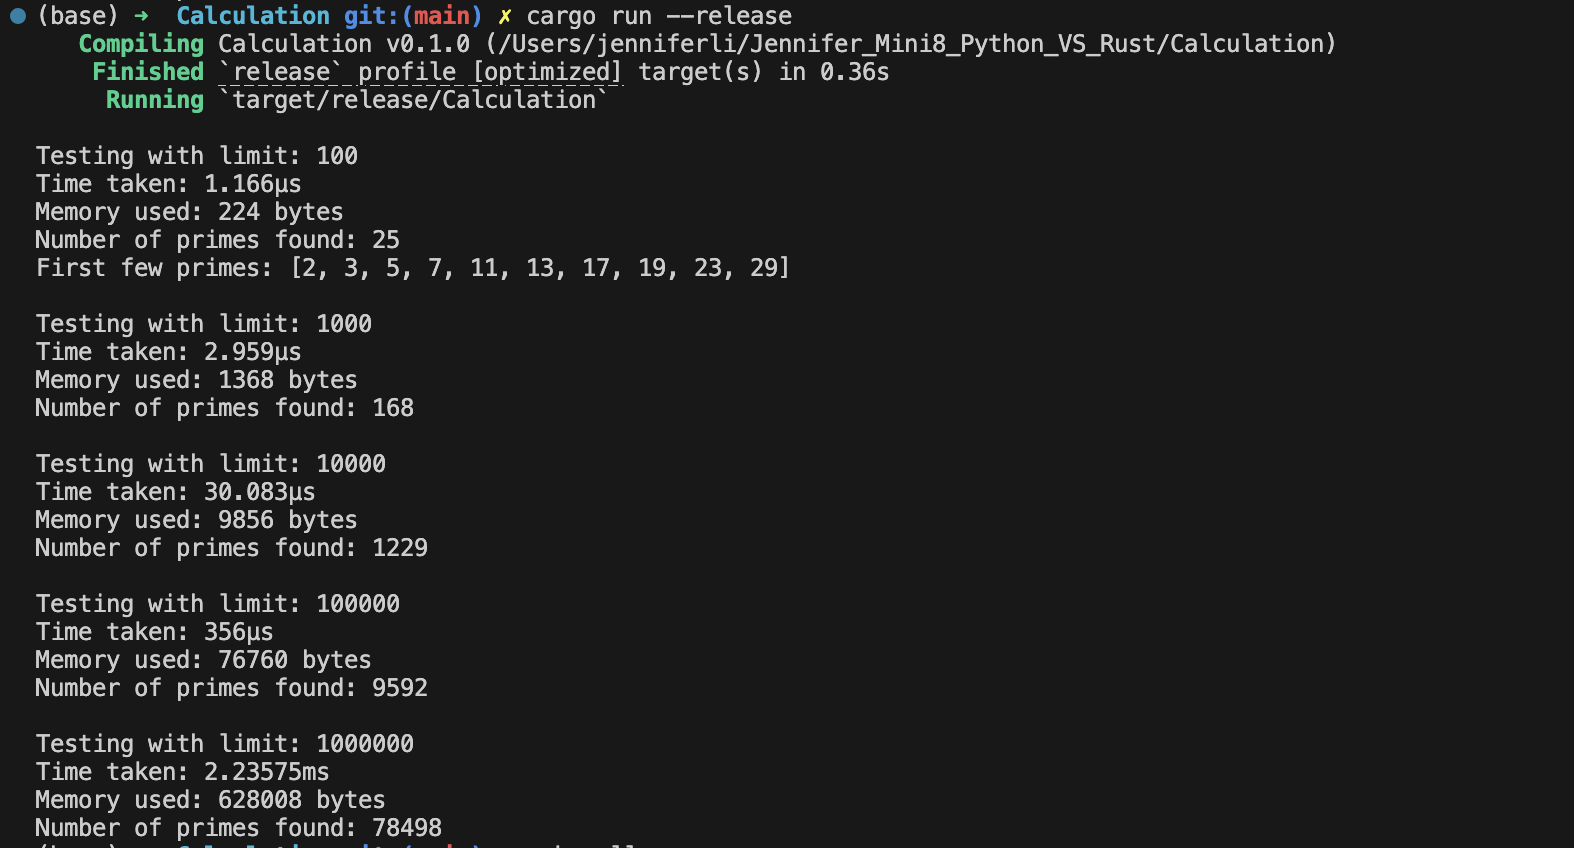 (base) → Calculation git:(main) ✗ cargo run --release
Compiling Calculation v0.1.0 (/Users/jenniferli/Jennifer_Mini8_Python_VS_Rust/Calculation)
Finished `release` profile [optimized] target(s) in 0.36s
Running `target/release/Calculation`
Testing with limit: 100
Time taken: 1.166µs
Memory used: 224 bytes
Number of primes found: 25
First few primes: [2, 3, 5, 7, 11, 13, 17, 19, 23, 29]
Testing with limit: 1000
Time taken: 2.959µs
Memory used: 1368 bytes
Number of primes found: 168
Testing with limit: 10000
Time taken: 30.083µs
Memory used: 9856 bytes
Number of primes found: 1229
Testing with limit: 100000
Time taken: 356µs
Memory used: 76760 bytes
Number of primes found: 9592
Testing with limit: 1000000
Time taken: 2.23575ms
Memory used: 628008 bytes
Number of primes found: 78498